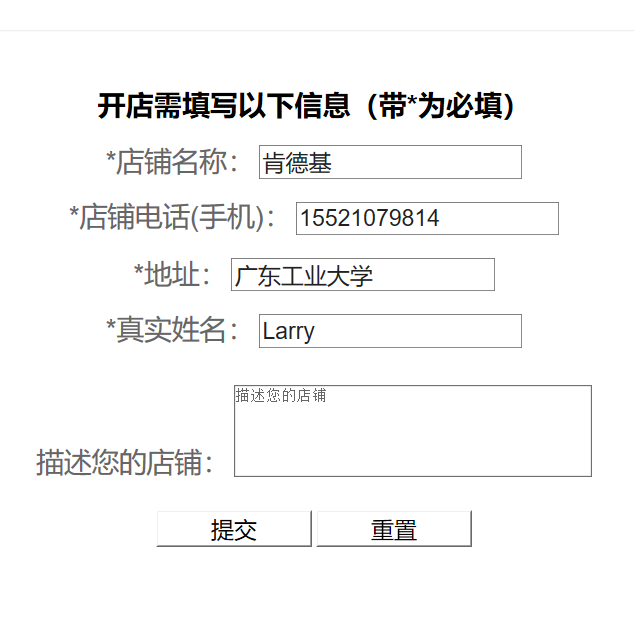 开店需填写以下信息（带*为必填）
*店铺名称： 肯德基
*店铺电话(手机)： 15521079814
*地址： 广东工业大学
*真实姓名： Larry
描述您的店铺
描述您的店铺：
提交 重置